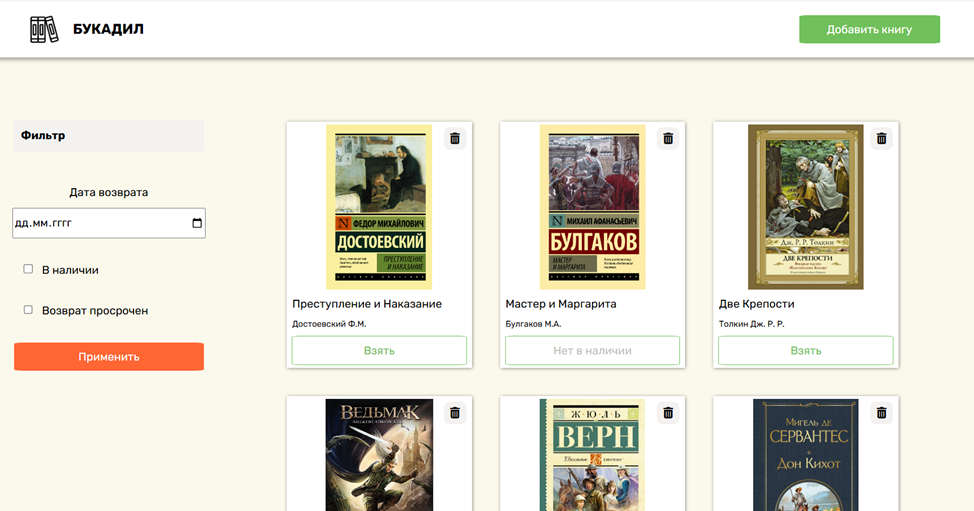 БУКАДИЛ
Добавить книгу
Фильтр
Дата возврата
дд.мм.гггг
В наличии
Возврат просрочен
Применить
ФЕДОР МИХАЙЛОВИЧ
ДОСТОЕВСКИЙ
ПРЕСТУПЛЕНИЕ
И НАКАЗАНИЕ
Преступление и Наказание
Достоевский Ф.М.
Взять
МИХАИЛ АФАНАСЬЕВИЧ
БУЛГАКОВ
МАСТЕР
И МАРГАРИТА
Мастер и Маргарита
Булгаков М.А.
Нет в наличии
Дж. Р. Р. Толкин
ДВЕ КРЕПОСТИ
Две Крепости
Толкин Дж. Р. Р.
Взять
ВЕДЬМАК
ЖЮЛЬ
ВЕРН
МИГЕЛЬ ДЕ
СЕРВАНТЕС
ДОН КИХОТ